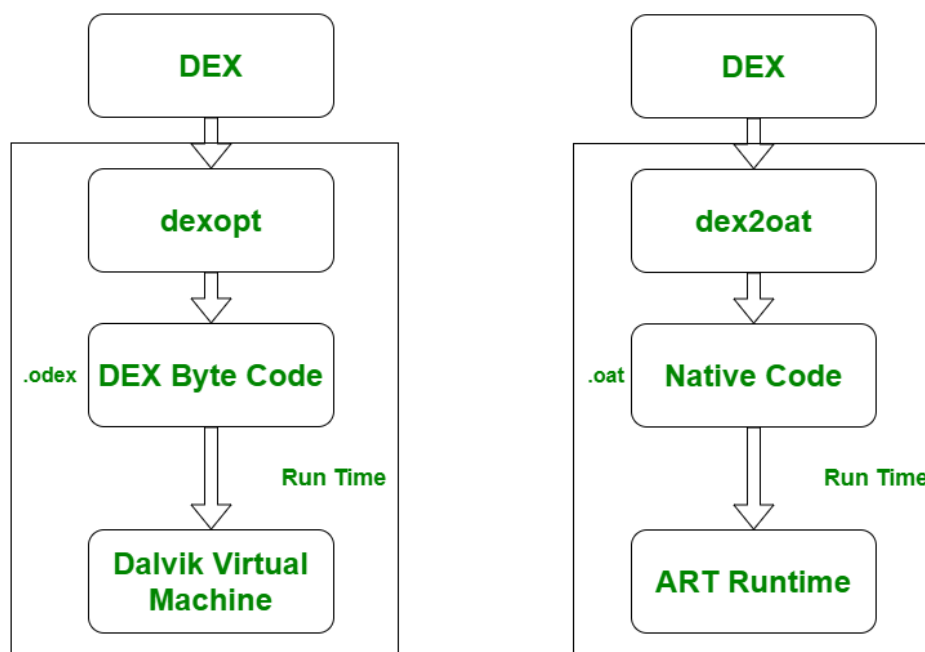 DEX
dexopt
.odex
DEX Byte Code
Run Time
Dalvik Virtual
Machine
DEX
dex2oat
.oat
Native Code
Run Time
ART Runtime